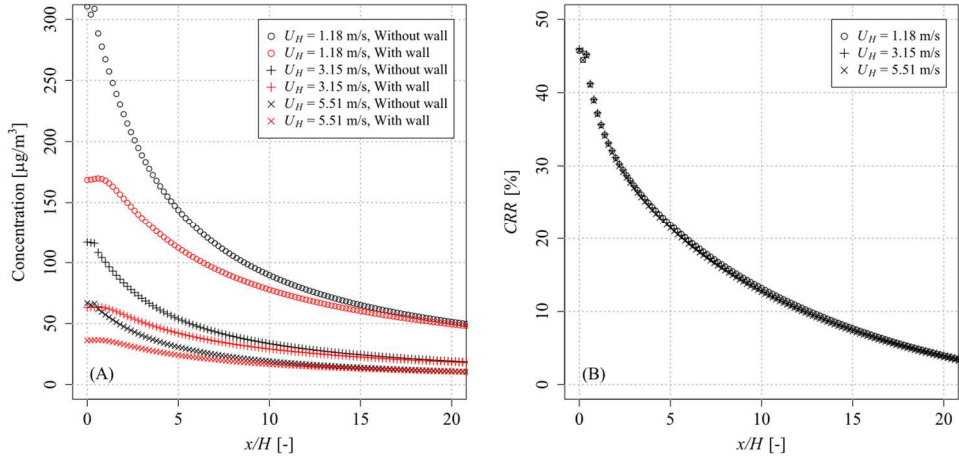 Concentration [µg/m³]
300
250
200
150
100
50
0
U_H = 1.18 m/s, Without wall
U_H = 1.18 m/s, With wall
U_H = 3.15 m/s, Without wall
U_H = 3.15 m/s, With wall
U_H = 5.51 m/s, Without wall
U_H = 5.51 m/s, With wall
(A)
0 5 10 15 20
x/H [-]
CRR [%]
50
40
30
20
10
0
U_H = 1.18 m/s
U_H = 3.15 m/s
U_H = 5.51 m/s
(B)
0 5 10 15 20
x/H [-]